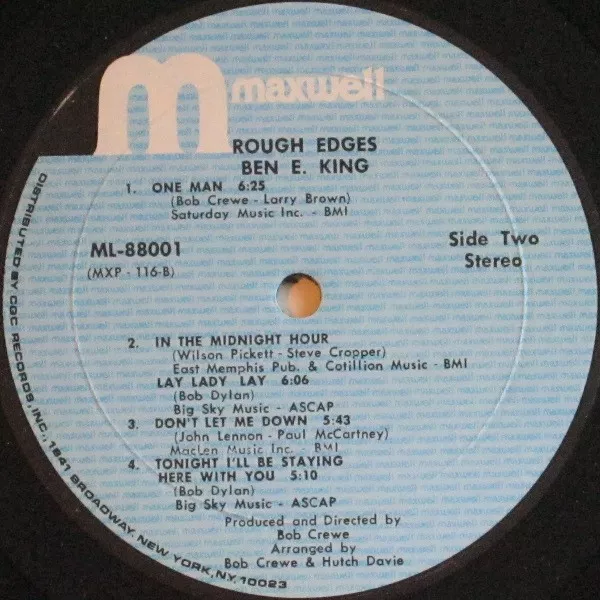 m maxwell
ROUGH EDGES
BEN E. KING
1. ONE MAN 6:25
(Bob Crewe - Larry Brown)
Saturday Music Inc. - BMI
ML-88001
(MXP - 116-B)
Side Two
Stereo
2. IN THE MIDNIGHT HOUR
(Wilson Pickett - Steve Cropper)
East Memphis Pub. & Cotillion Music - BMI
LAY LADY LAY 6:06
(Bob Dylan)
Big Sky Music - ASCAP
3. DON'T LET ME DOWN 5:43
(John Lennon - Paul McCartney)
Maclen Music Inc. - BMI
4. TONIGHT I'LL BE STAYING
HERE WITH YOU 5:10
(Bob Dylan)
Big Sky Music - ASCAP
Produced and Directed by
Bob Crewe
Arranged by
Bob Crewe & Hutch Davie
DISTRIBUTED BY CGC RECORDS, INC., 1841 BROADWAY, NEW YORK, N.Y. 10023